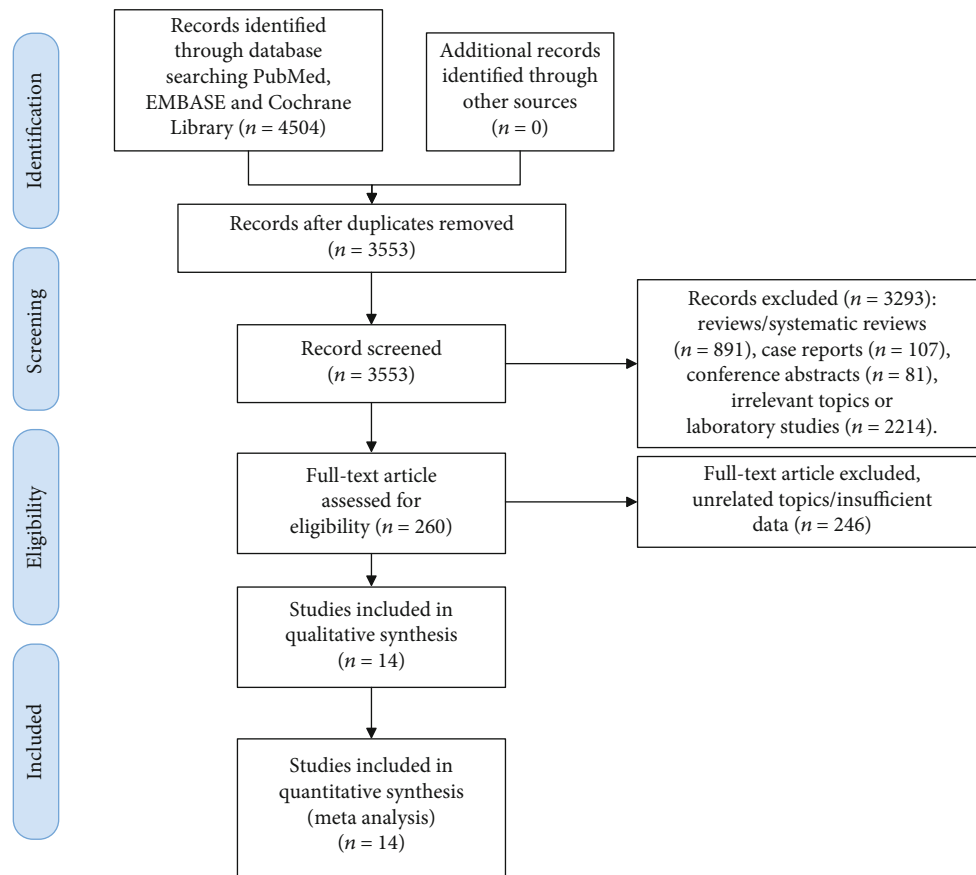 Identification
Records identified
through database
searching PubMed,
EMBASE and Cochrane
Library (n = 4504)
Additional records
identified through
other sources
(n = 0)
Records after duplicates removed
(n = 3553)
Screening
Record screened
(n = 3553)
Records excluded (n = 3293):
reviews/systematic reviews
(n = 891), case reports (n = 107),
conference abstracts (n = 81),
irrelevant topics or
laboratory studies (n = 2214).
Eligibility
Full-text article
assessed for
eligibility (n = 260)
Full-text article excluded,
unrelated topics/insufficient
data (n = 246)
Studies included in
qualitative synthesis
(n = 14)
Included
Studies included in
quantitative synthesis
(meta analysis)
(n = 14)